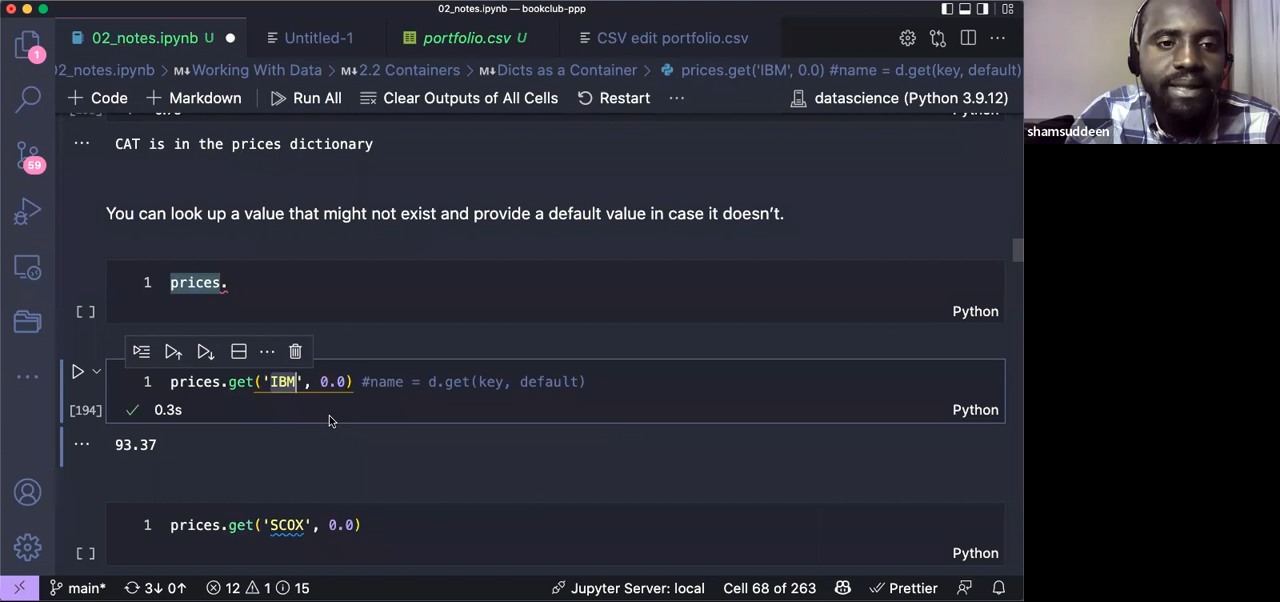 02_notes.ipynb — bookclub-ppp
02_notes.ipynb U
Untitled-1
portfolio.csv U
CSV edit portfolio.csv
02_notes.ipynb > M↓Working With Data > M↓2.2 Containers > M↓Dicts as a Container > prices.get('IBM', 0.0) #name = d.get(key, default)
+ Code + Markdown Run All Clear Outputs of All Cells Restart ... datascience (Python 3.9.12)
Python
... CAT is in the prices dictionary
You can look up a value that might not exist and provide a default value in case it doesn't.
1 prices.
[ ] Python
1 prices.get('IBM', 0.0) #name = d.get(key, default)
[194] 0.3s Python
... 93.37
1 prices.get('SCOX', 0.0)
[ ] Python
main* 3↓ 0↑ 12 1 15 Jupyter Server: local Cell 68 of 263 Prettier
1
59
shamsuddeen